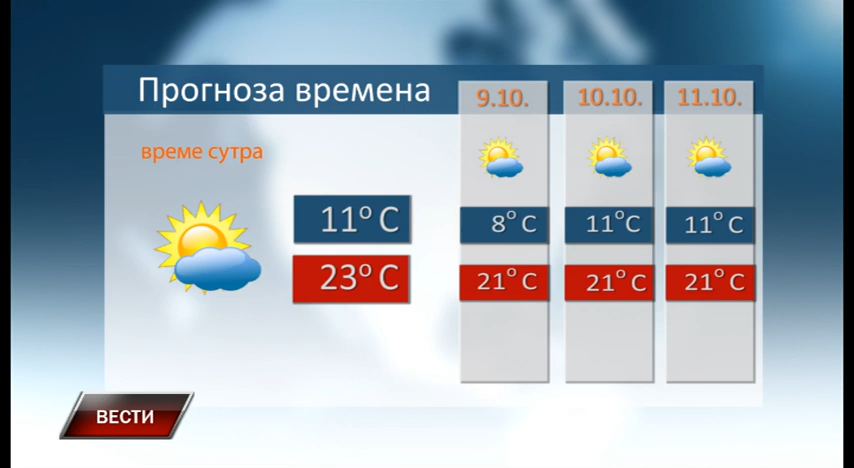 Прогноза времена
време сутра
11° C
23° C
9.10.
8° C
21° C
10.10.
11°C
21° C
11.10.
11° C
21° C
ВЕСТИ